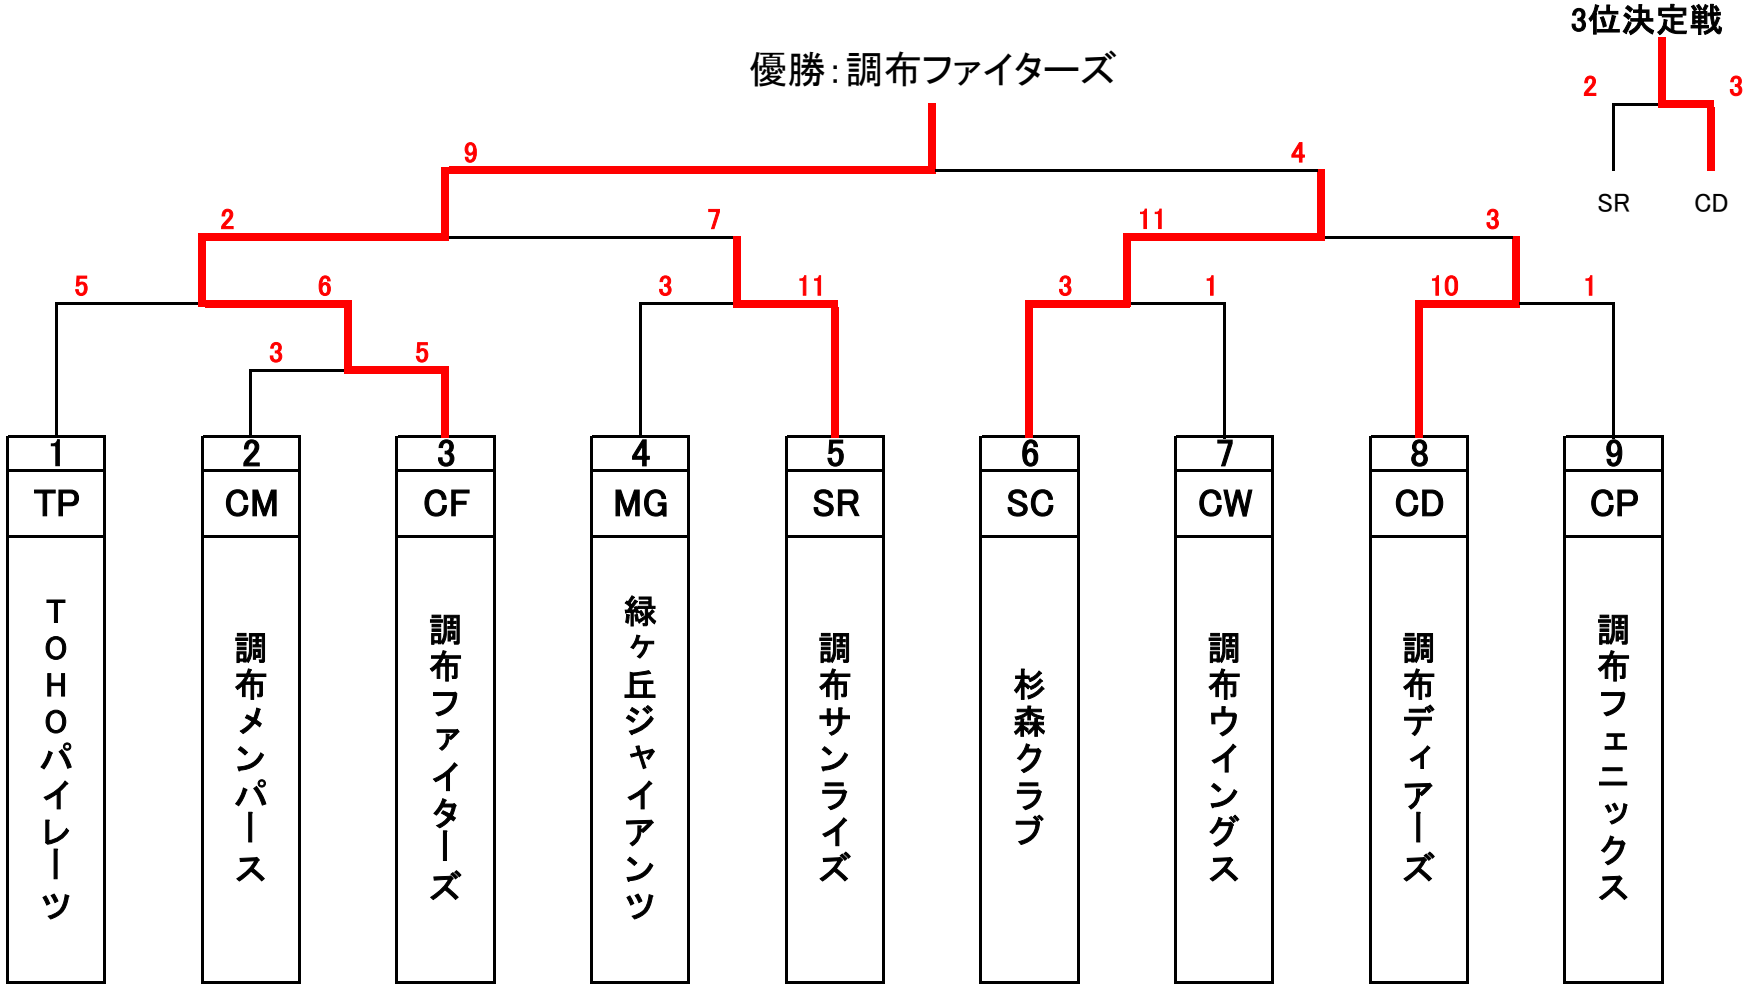 3位決定戦
優勝：調布ファイターズ
2 3
9 4
SR CD
2 7 11 3
5 6 3 11 3 1 10 1
3 5
1 2 3 4 5 6 7 8 9
TP CM CF MG SR SC CW CD CP
TOHOパイレーツ
調布メンパース
調布ファイターズ
緑ヶ丘ジャイアンツ
調布サンライズ
杉森クラブ
調布ウイングス
調布ディアーズ
調布フェニックス